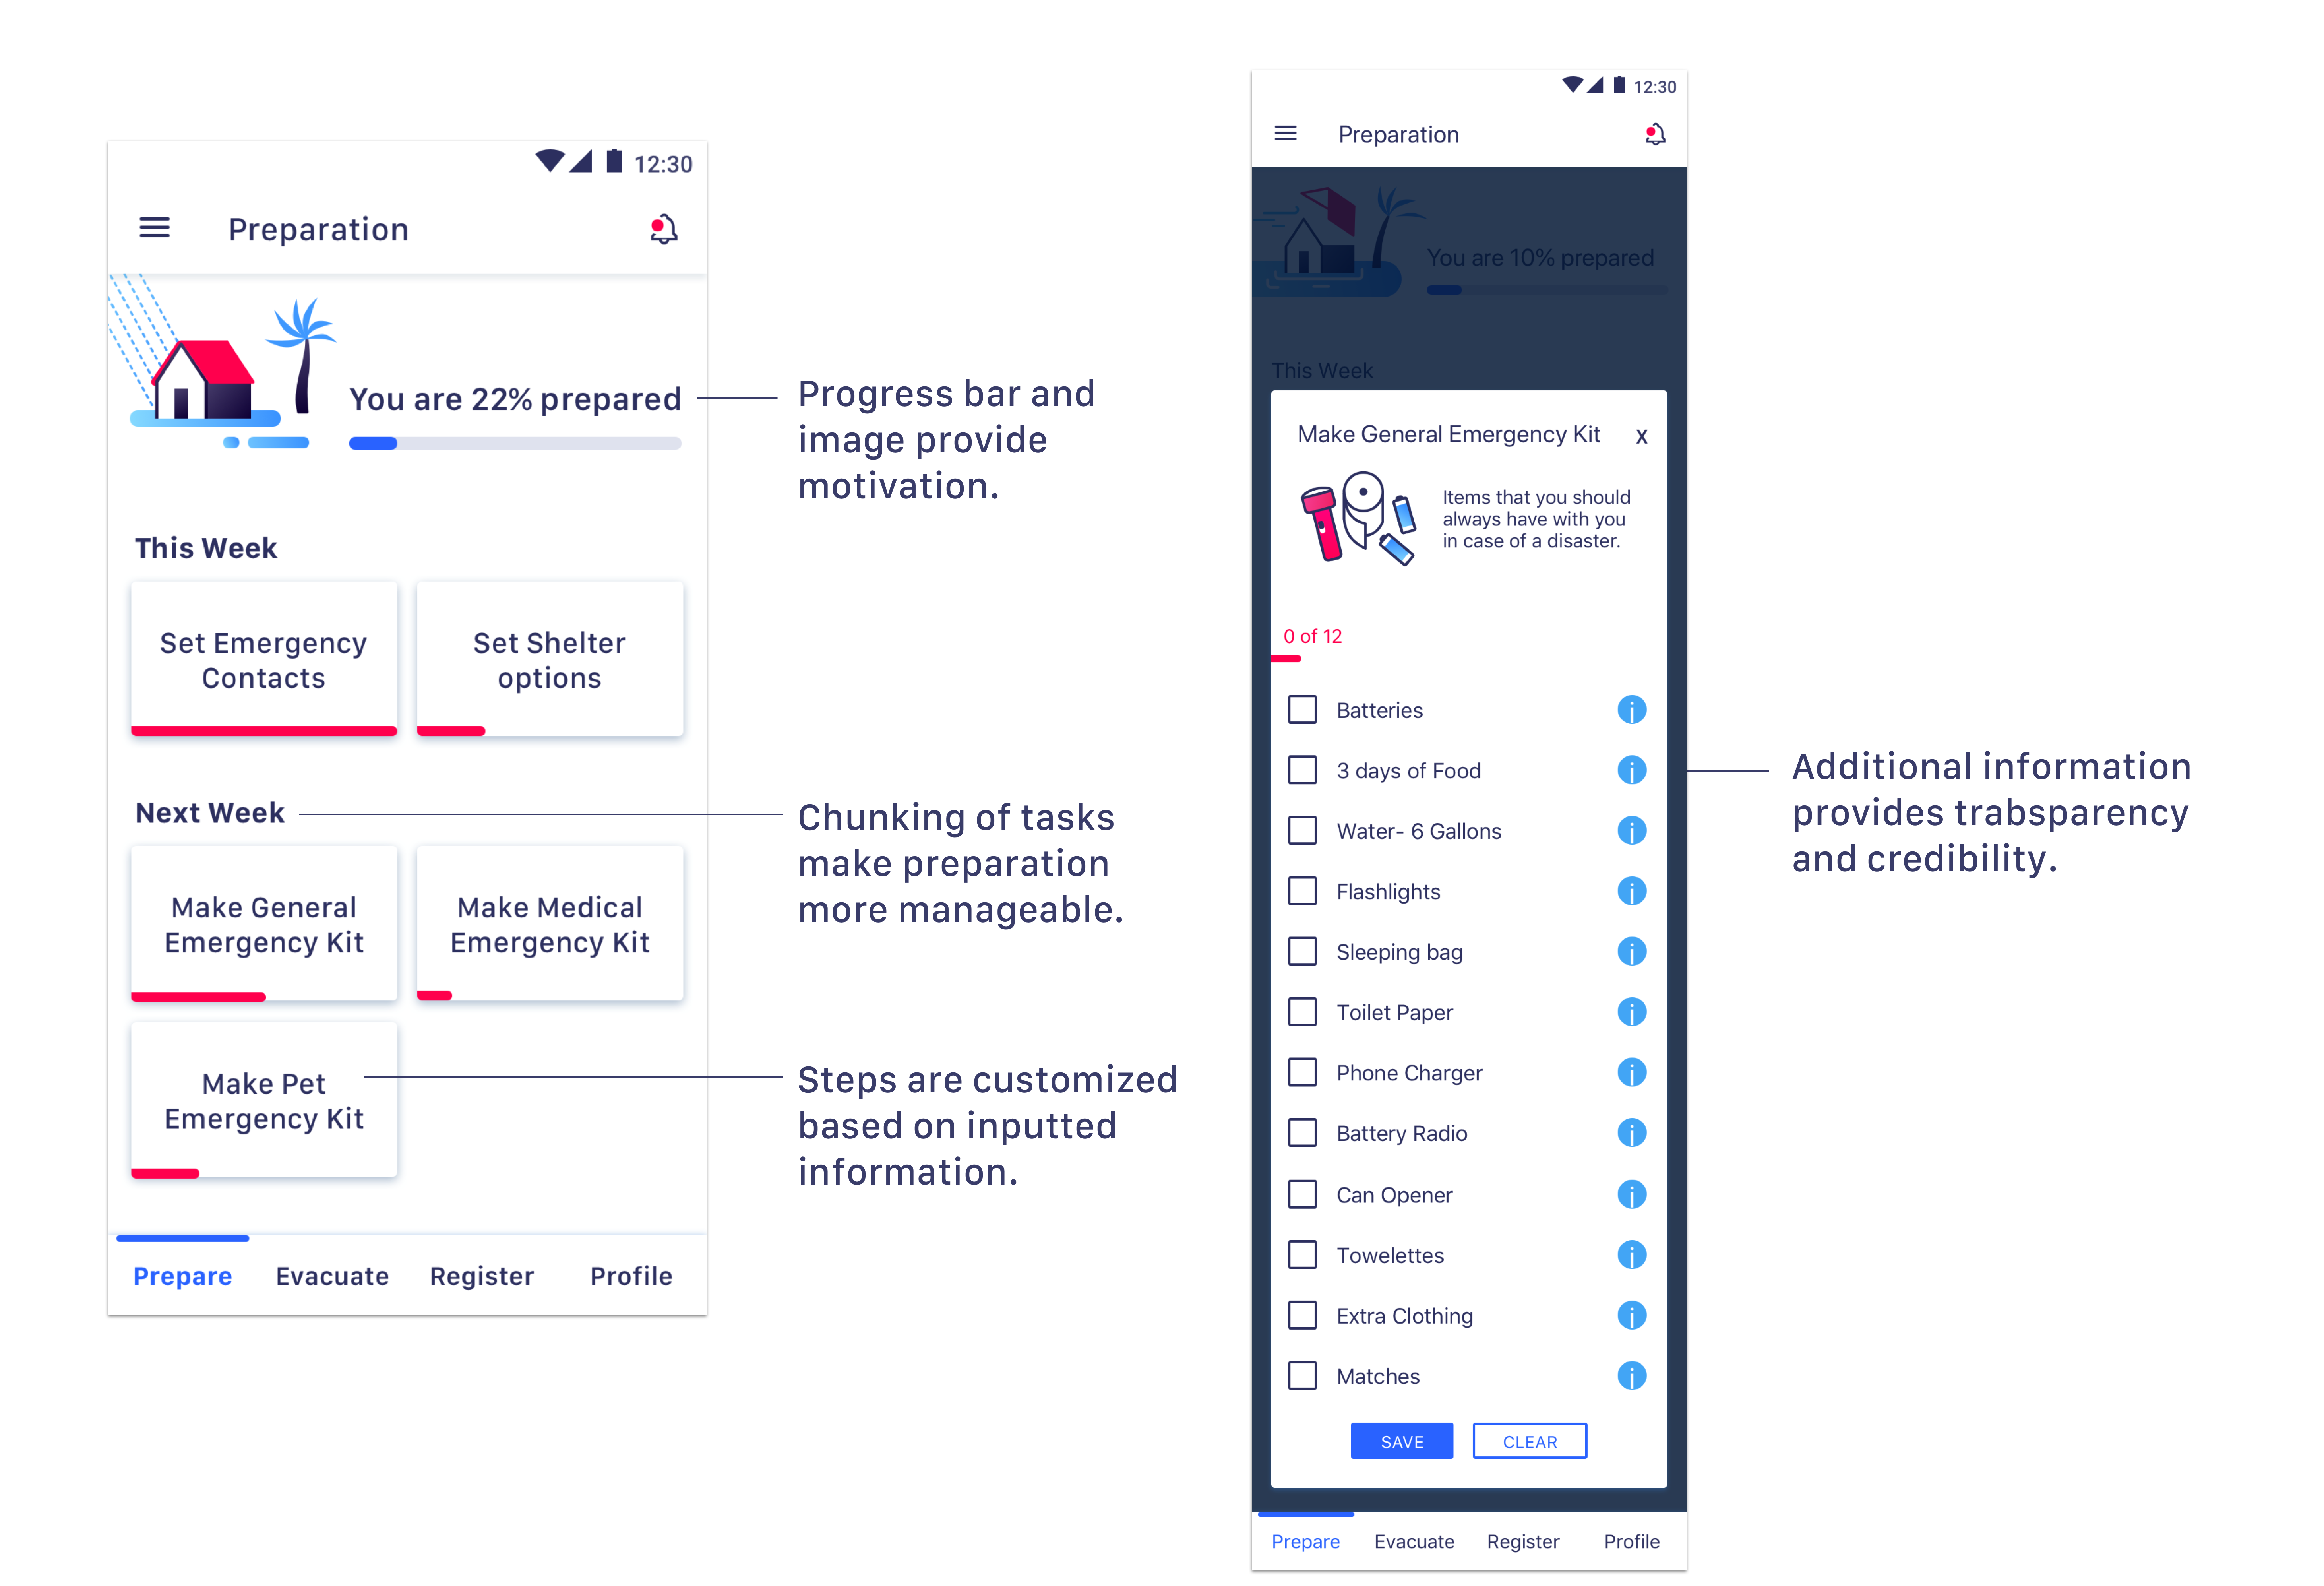 12:30
Preparation
You are 22% prepared
This Week
Set Emergency
Contacts
Set Shelter
options
Next Week
Make General
Emergency Kit
Make Medical
Emergency Kit
Make Pet
Emergency Kit
Prepare
Evacuate
Register
Profile
Progress bar and
image provide
motivation.
Chunking of tasks
make preparation
more manageable.
Steps are customized
based on inputted
information.
12:30
Preparation
You are 10% prepared
This Week
Make General Emergency Kit
x
Items that you should
always have with you
in case of a disaster.
0 of 12
Batteries
i
3 days of Food
i
Water- 6 Gallons
i
Flashlights
i
Sleeping bag
i
Toilet Paper
i
Phone Charger
i
Battery Radio
i
Can Opener
i
Towelettes
i
Extra Clothing
i
Matches
i
SAVE
CLEAR
Prepare
Evacuate
Register
Profile
Additional information
provides trabsparency
and credibility.